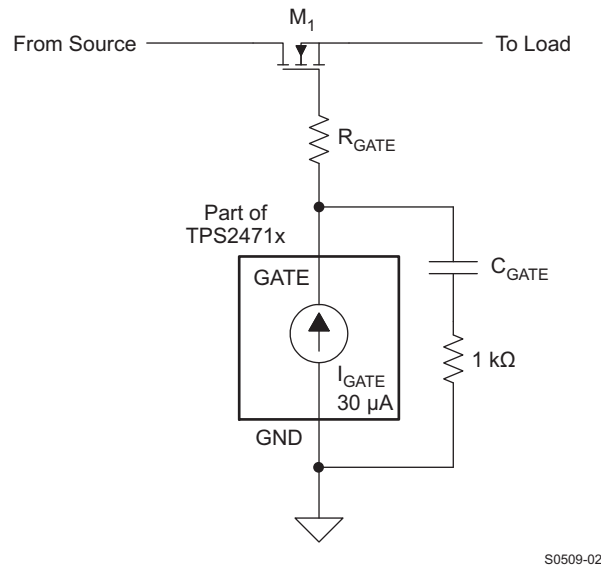 M1
From Source
To Load
RGATE
Part of
TPS2471x
GATE
CGATE
IGATE
30 µA
1 kΩ
GND
S0509-02